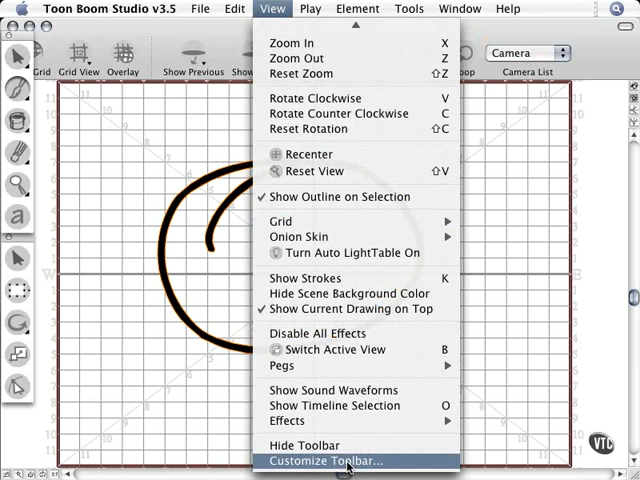 Toon Boom Studio v3.5 File Edit View Play Element Tools Window Help
Zoom In X
Zoom Out Z
Reset Zoom ⇧Z
Rotate Clockwise V
Rotate Counter Clockwise C
Reset Rotation ⇧C
Recenter
Reset View ⇧V
✓ Show Outline on Selection
Grid
Onion Skin
Turn Auto LightTable On
Show Strokes K
Hide Scene Background Color
✓ Show Current Drawing on Top
Disable All Effects
Switch Active View B
Pegs
Show Sound Waveforms
Show Timeline Selection O
Effects
Hide Toolbar
Customize Toolbar...
Camera
Grid Grid View Overlay Show Previous Camera List
a
VTC